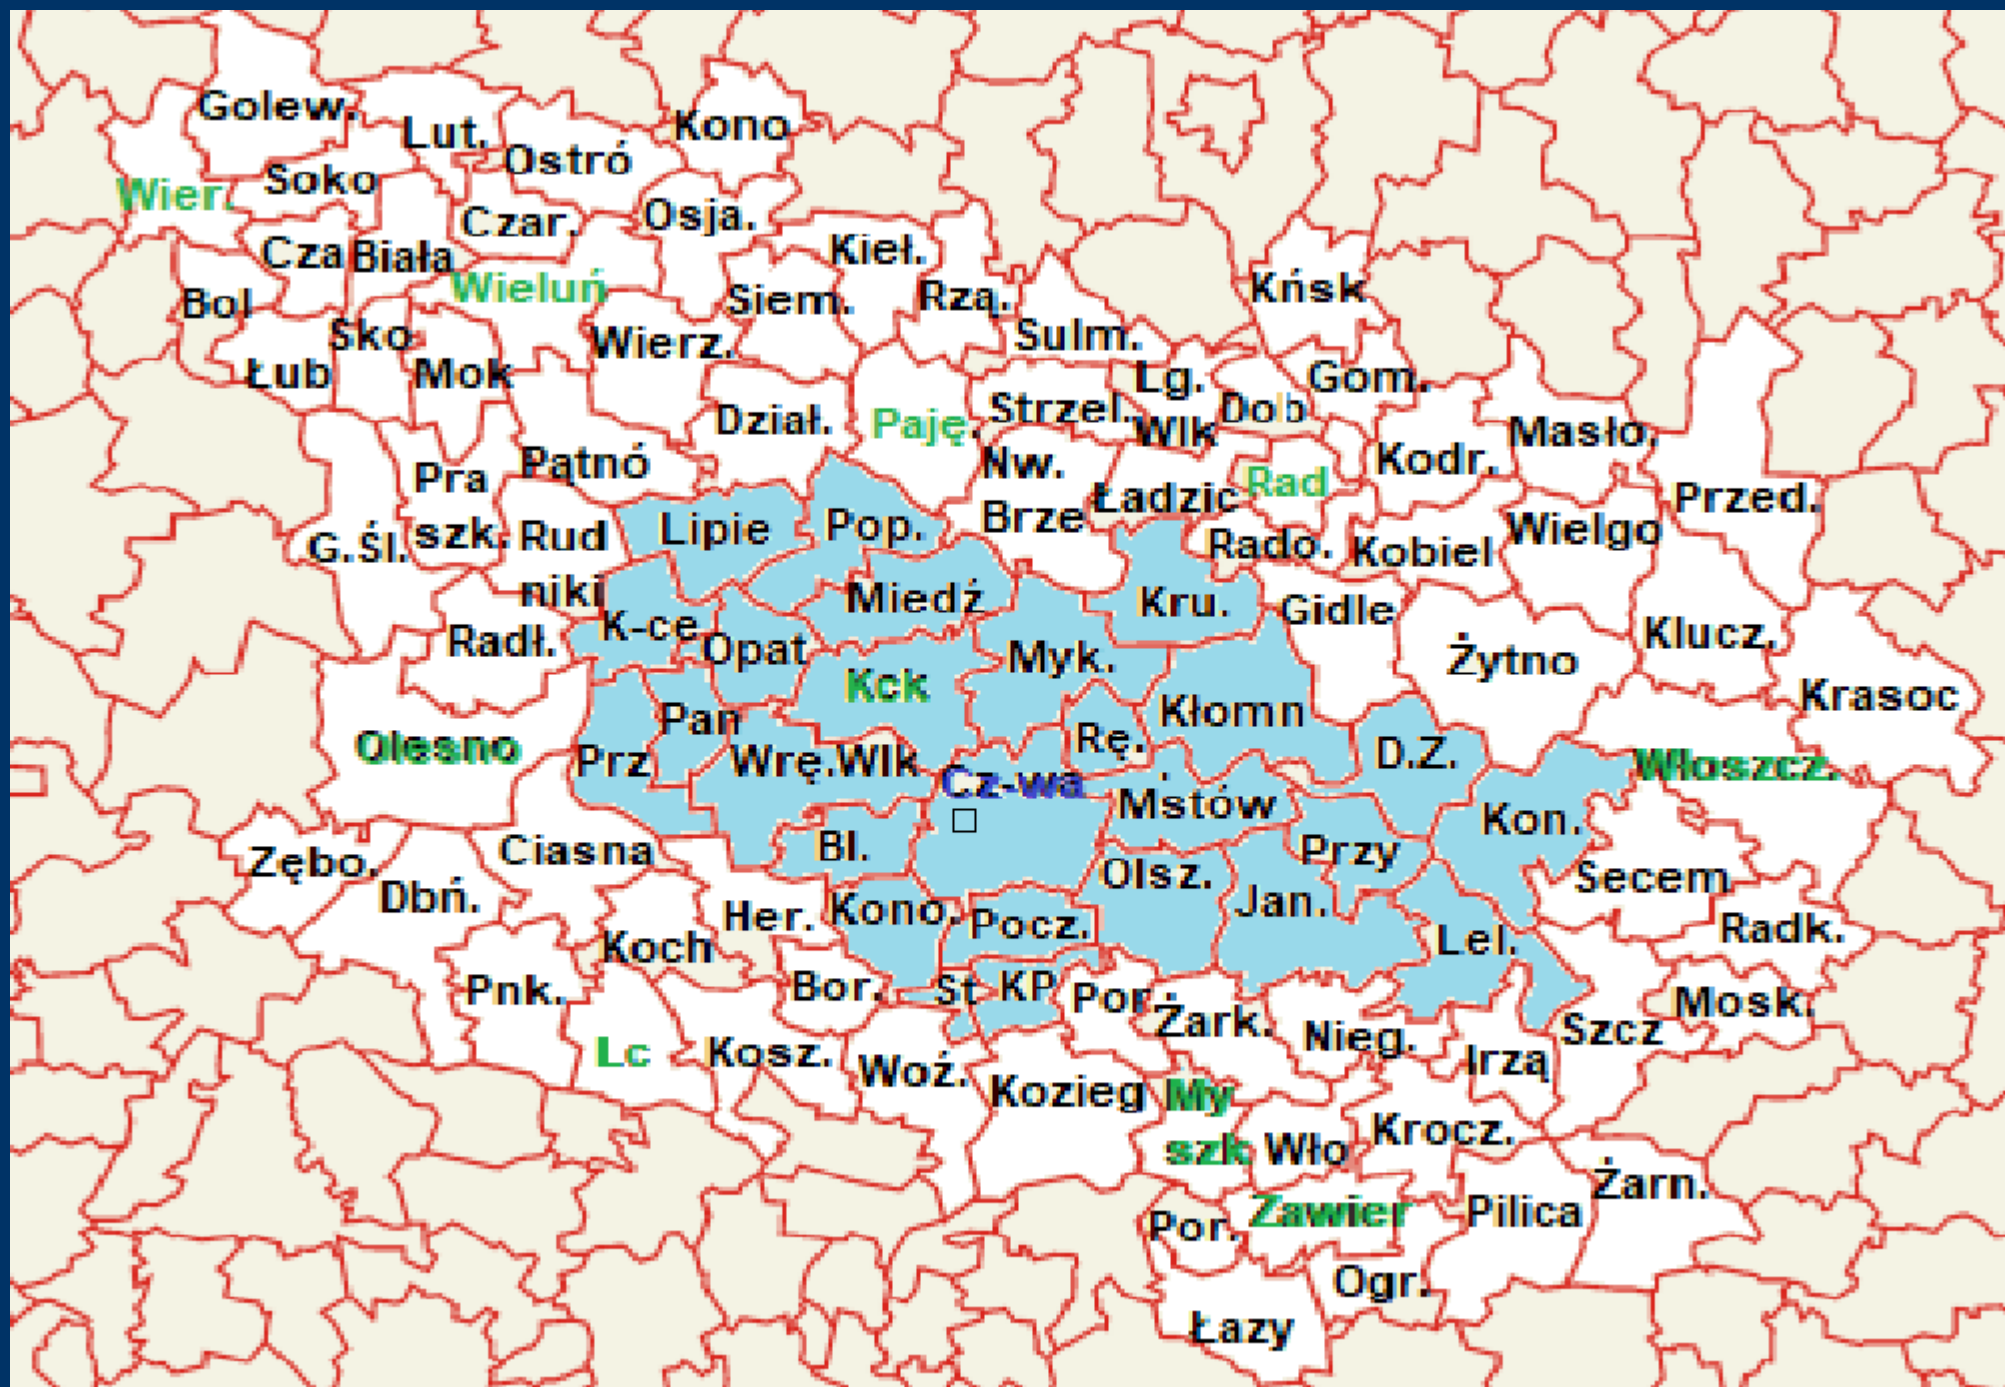 Golew.
Lut.
Kono
Ostró
Soko
Wier.
Czar.
Osja.
Cza
Biała
Kieł.
Wieluń
Bol
Siem.
Rzą.
Kńsk
Sko
Wierz.
Sulm.
Łub
Mok
Lg.
Wlk
Gom.
Dział.
Paję.
Strzel.
Dolb
Masło.
Pątnó
Nw.
Brze
Kodr.
Pra
szk.
Ładzic
Rad
Przed.
G.Śl.
Rud
niki
Lipie
Pop.
Rado.
Kobiel
Wielgo
Miedź
Kru.
Gidle
Radł.
K-ce
Opat
Myk.
Żytno
Klucz.
Kck
Krasoc
Olesno
Pan
Kłomn
Prz
Wrę.Wlk
Rę.
D.Z.
Włoszcz.
Cz-wa
Mstów
Kon.
Zębo.
Ciasna
Bl.
Przy
Dbń.
Olsz.
Jan.
Secem
Her.
Kono.
Pocz.
Radk.
Koch
Lel.
Pnk.
Bor.
St
KP
Por.
Mosk.
Żark.
Nieg.
Szcz
Lc
Kosz.
Woź.
Irzą
Kozieg
My
szk
Wło
Krocz.
Żarn.
Por.
Zawier
Pilica
Ogr.
Łazy